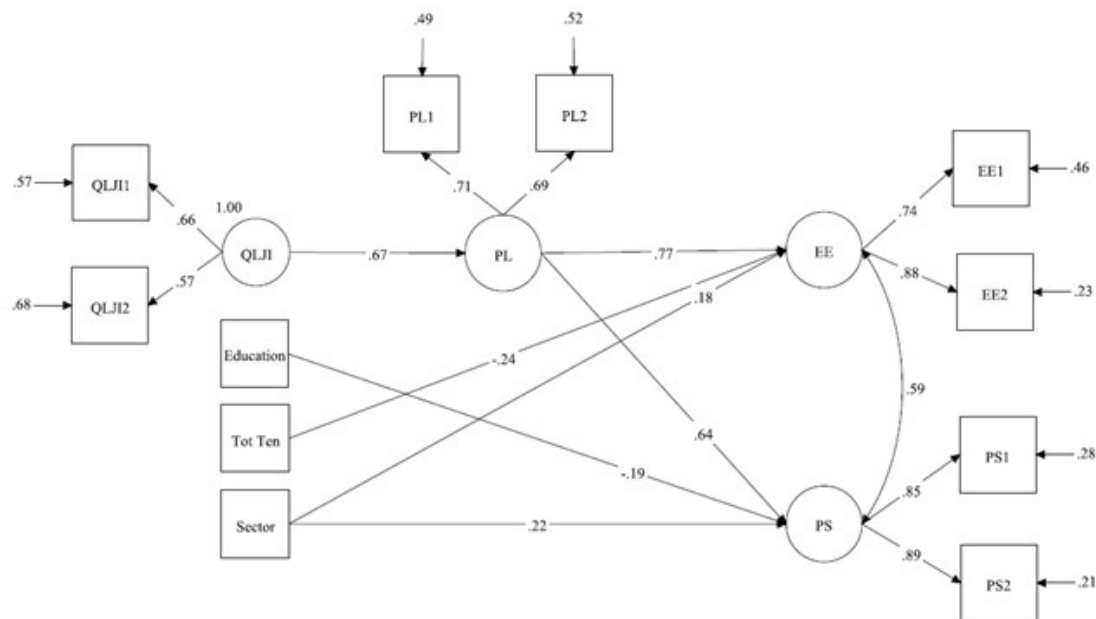 .49
.52
PL1
PL2
.57
QLJI1
.71
.69
EE1
.46
.66
1.00
.74
QLJI
.67
PL
.77
EE
.57
.88
.68
QLJI2
.18
EE2
.23
Education
-.24
.59
Tot Ten
.64
PS1
.28
-.19
.85
Sector
.22
PS
.89
PS2
.21